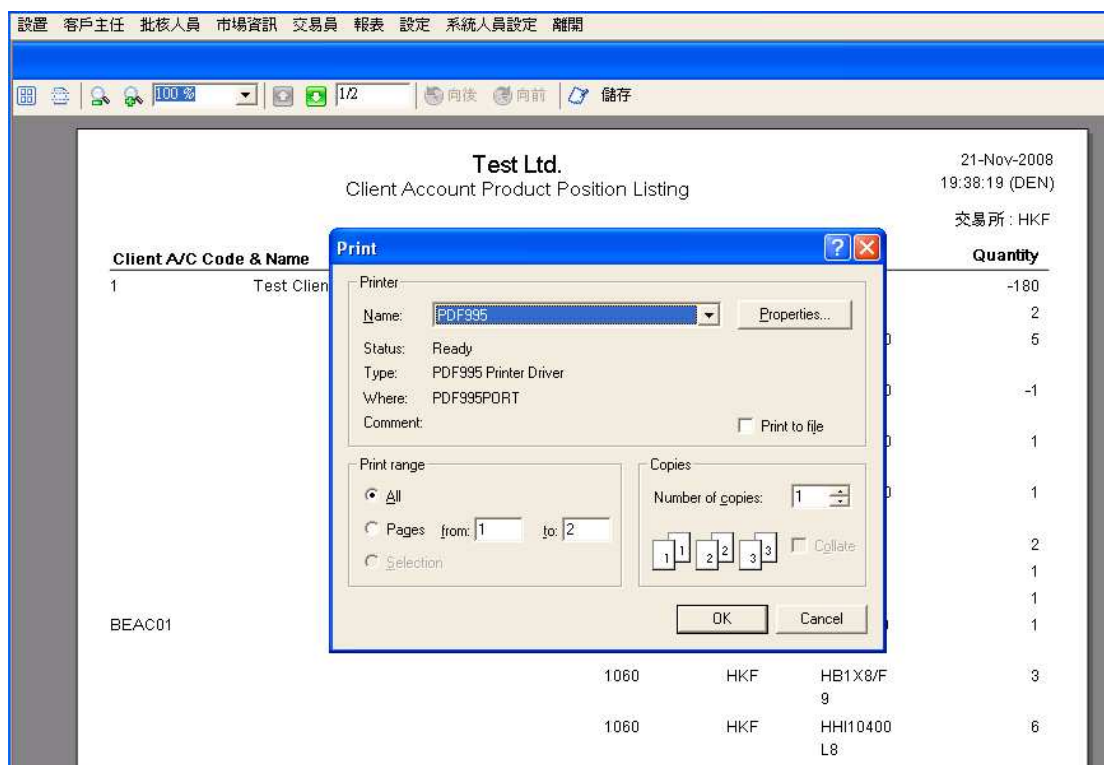 設置 客戶主任 批核人員 市場資訊 交易員 報表 設定 系統人員設定 離開
100 % 1/2 向後 向前 儲存
Test Ltd.
Client Account Product Position Listing
21-Nov-2008
19:38:19 (DEN)
交易所 : HKF
Client A/C Code & Name Quantity
1 Test Clien -180
2
5
-1
1
1
2
1
1
BEAC01 1
1060 HKF HB1X8/F 3
9
1060 HKF HHI10400 6
L8
Print
Printer
Name: PDF995 Properties...
Status: Ready
Type: PDF995 Printer Driver
Where: PDF995PORT
Comment: Print to file
Print range
All
Pages from: 1 to: 2
Selection
Copies
Number of copies: 1
1 1 2 2 3 3 Collate
OK Cancel